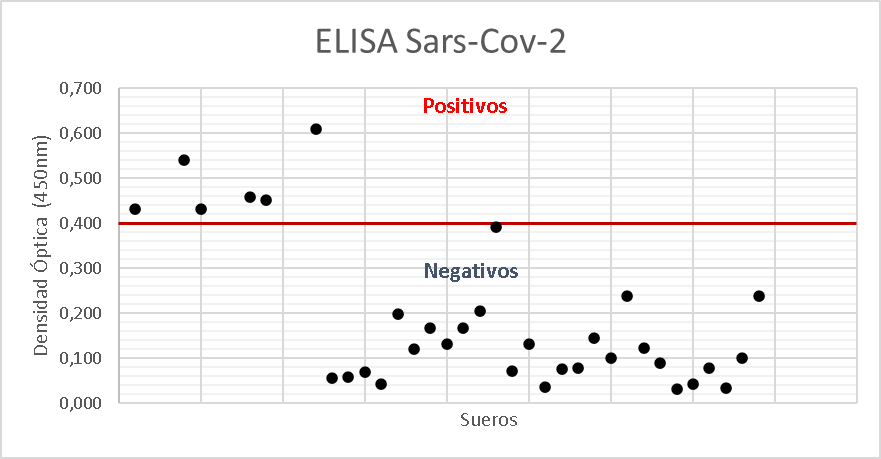 ELISA Sars-Cov-2
0,700
0,600
0,500
0,400
0,300
0,200
0,100
0,000
Densidad Óptica (450nm)
Positivos
Negativos
Sueros